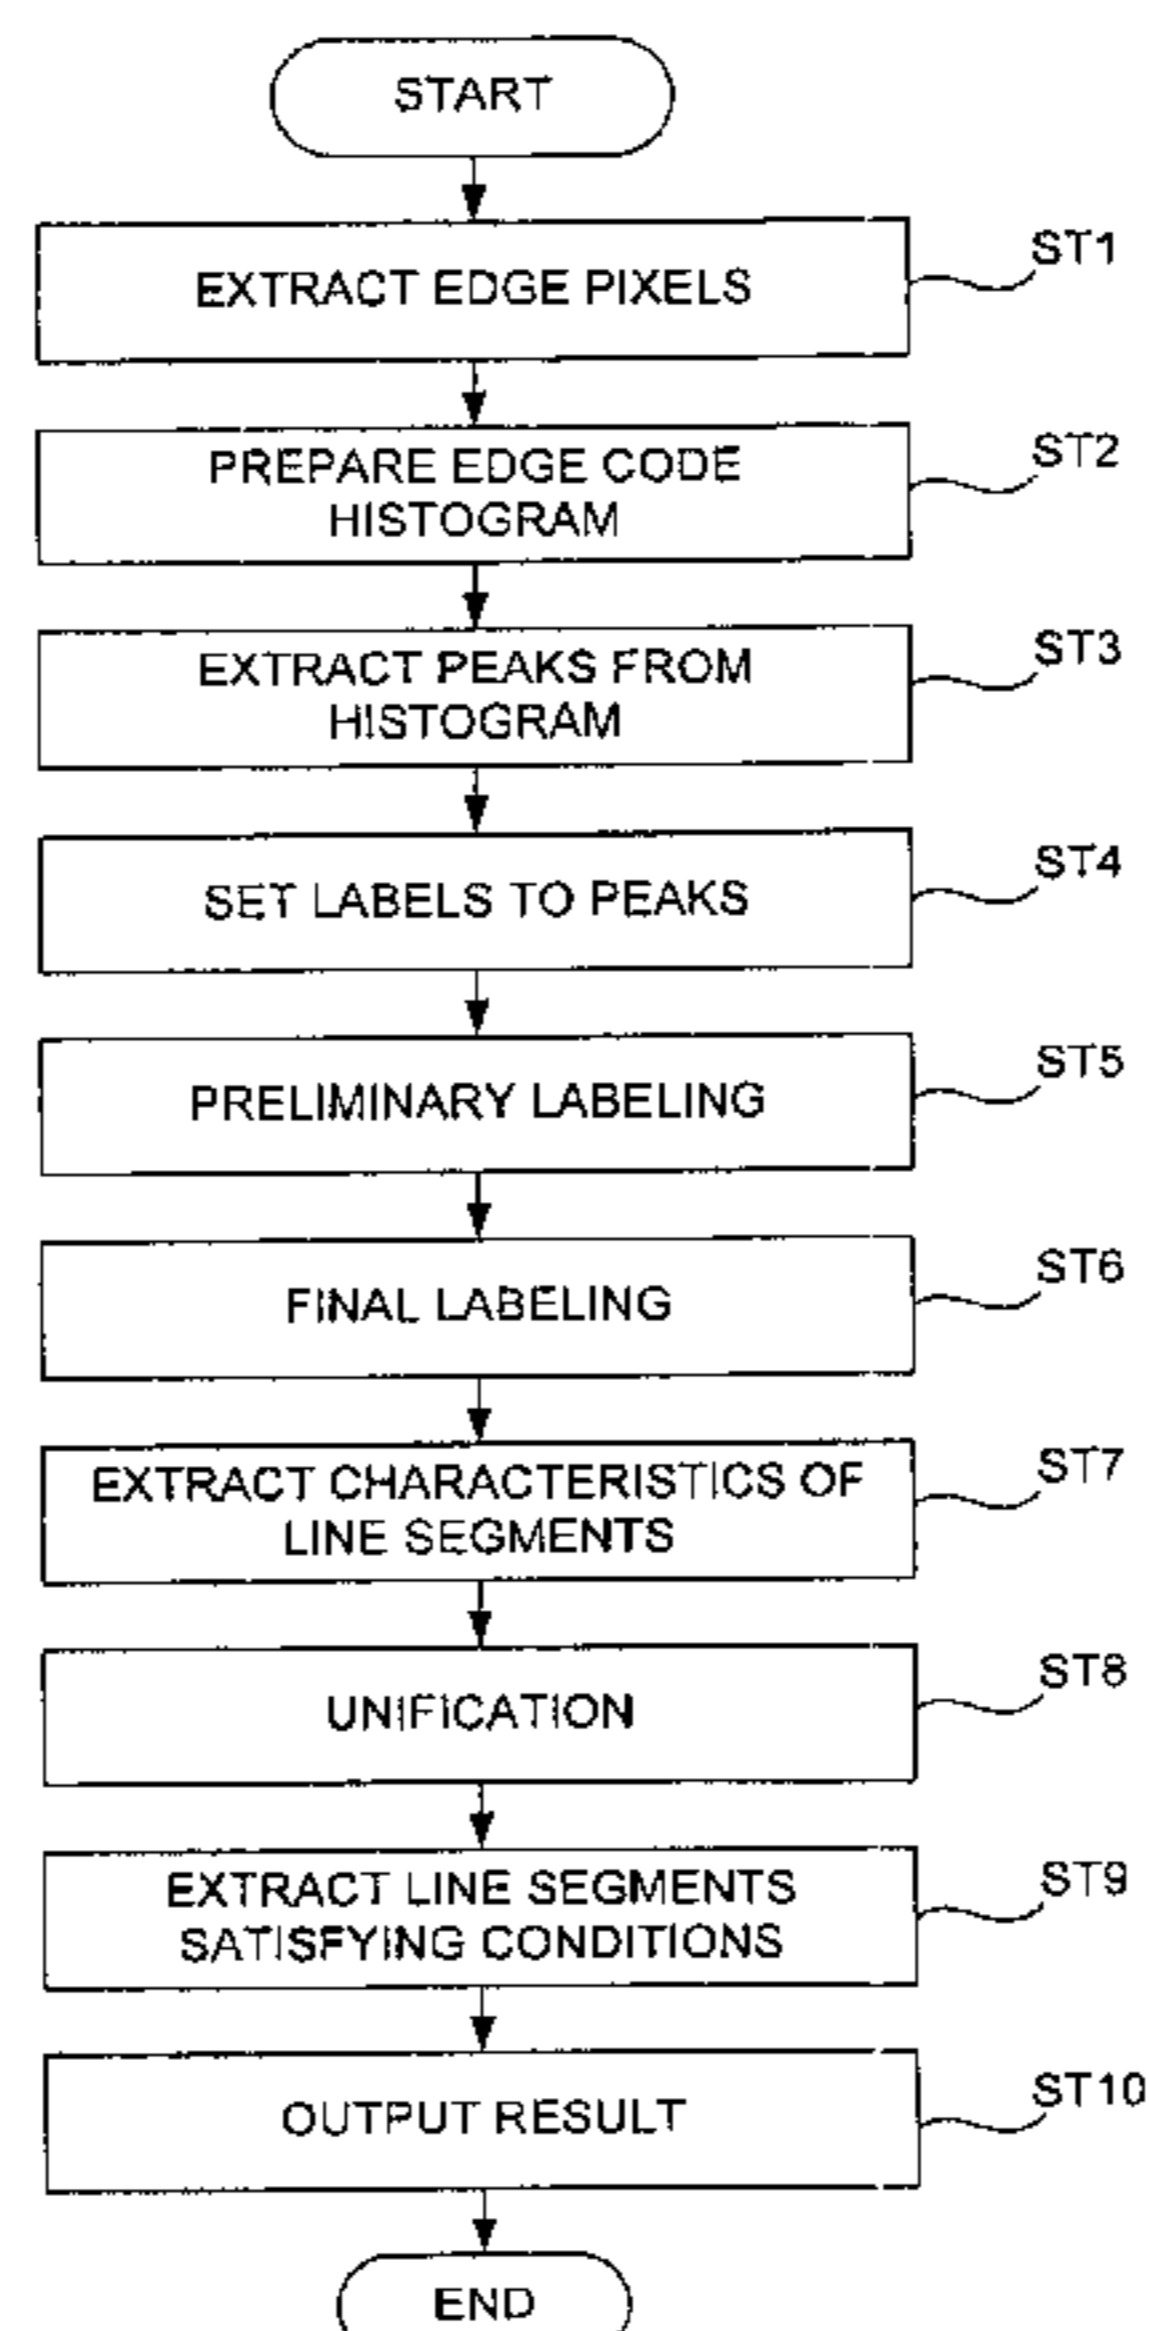 START
EXTRACT EDGE PIXELS
ST1
PREPARE EDGE CODE
HISTOGRAM
ST2
EXTRACT PEAKS FROM
HISTOGRAM
ST3
SET LABELS TO PEAKS
ST4
PRELIMINARY LABELING
ST5
FINAL LABELING
ST6
EXTRACT CHARACTERISTICS OF
LINE SEGMENTS
ST7
UNIFICATION
ST8
EXTRACT LINE SEGMENTS
SATISFYING CONDITIONS
ST9
OUTPUT RESULT
ST10
END